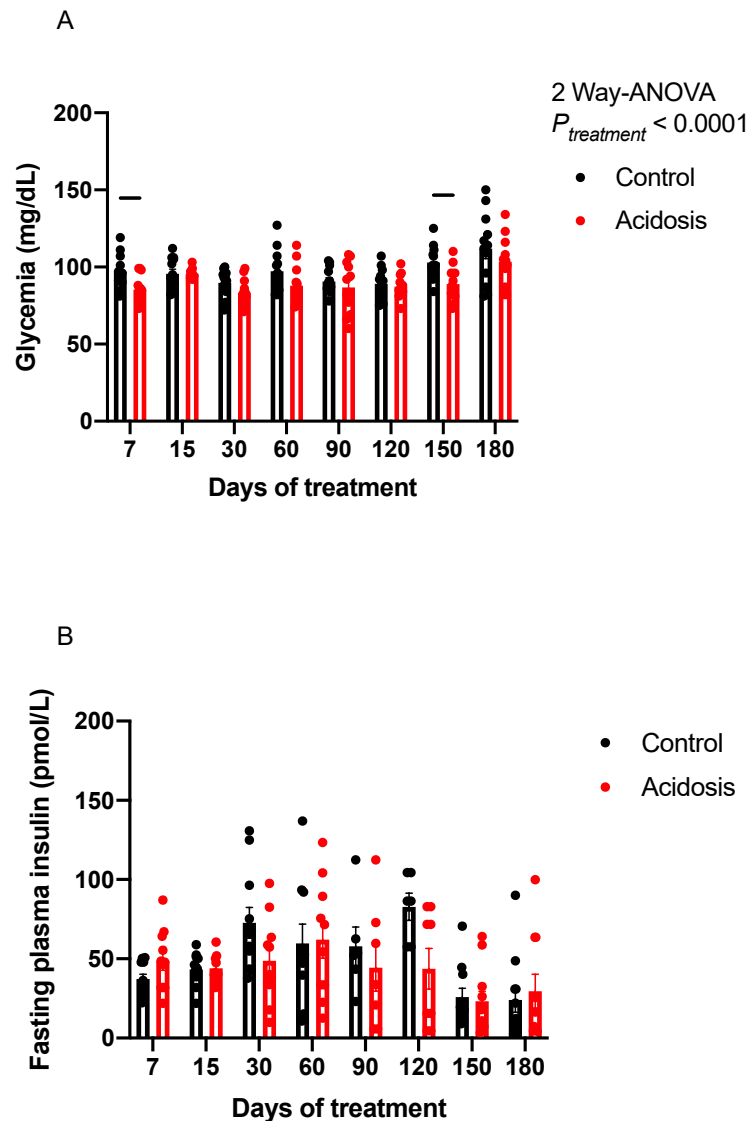 A
2 Way-ANOVA
P treatment < 0.0001
Control
Acidosis
Glycemia (mg/dL)
200
150
100
50
0
7 15 30 60 90 120 150 180
Days of treatment
B
Control
Acidosis
Fasting plasma insulin (pmol/L)
200
150
100
50
0
7 15 30 60 90 120 150 180
Days of treatment